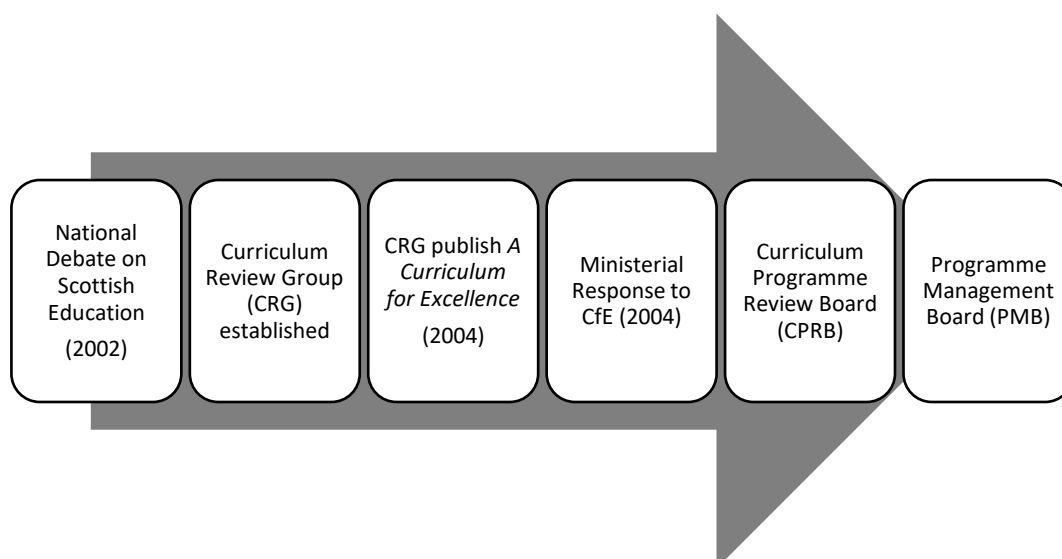 National
Debate on
Scottish
Education
(2002)
Curriculum
Review Group
(CRG)
established
CRG publish A
Curriculum
for Excellence
(2004)
Ministerial
Response to
CfE (2004)
Curriculum
Programme
Review Board
(CPRB)
Programme
Management
Board (PMB)